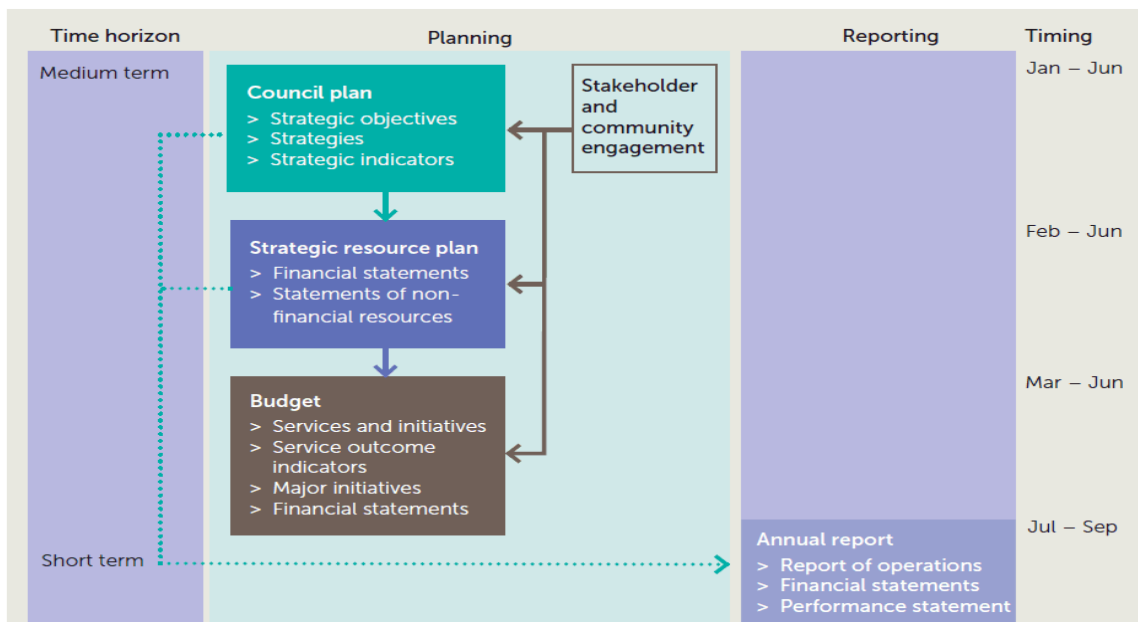 Time horizon
Planning
Reporting
Timing
Medium term
Jan – Jun
Council plan
> Strategic objectives
> Strategies
> Strategic indicators
Stakeholder
and
community
engagement
Feb – Jun
Strategic resource plan
> Financial statements
> Statements of non-
financial resources
Mar – Jun
Budget
> Services and initiatives
> Service outcome
indicators
> Major initiatives
> Financial statements
Jul – Sep
Short term
Annual report
> Report of operations
> Financial statements
> Performance statement